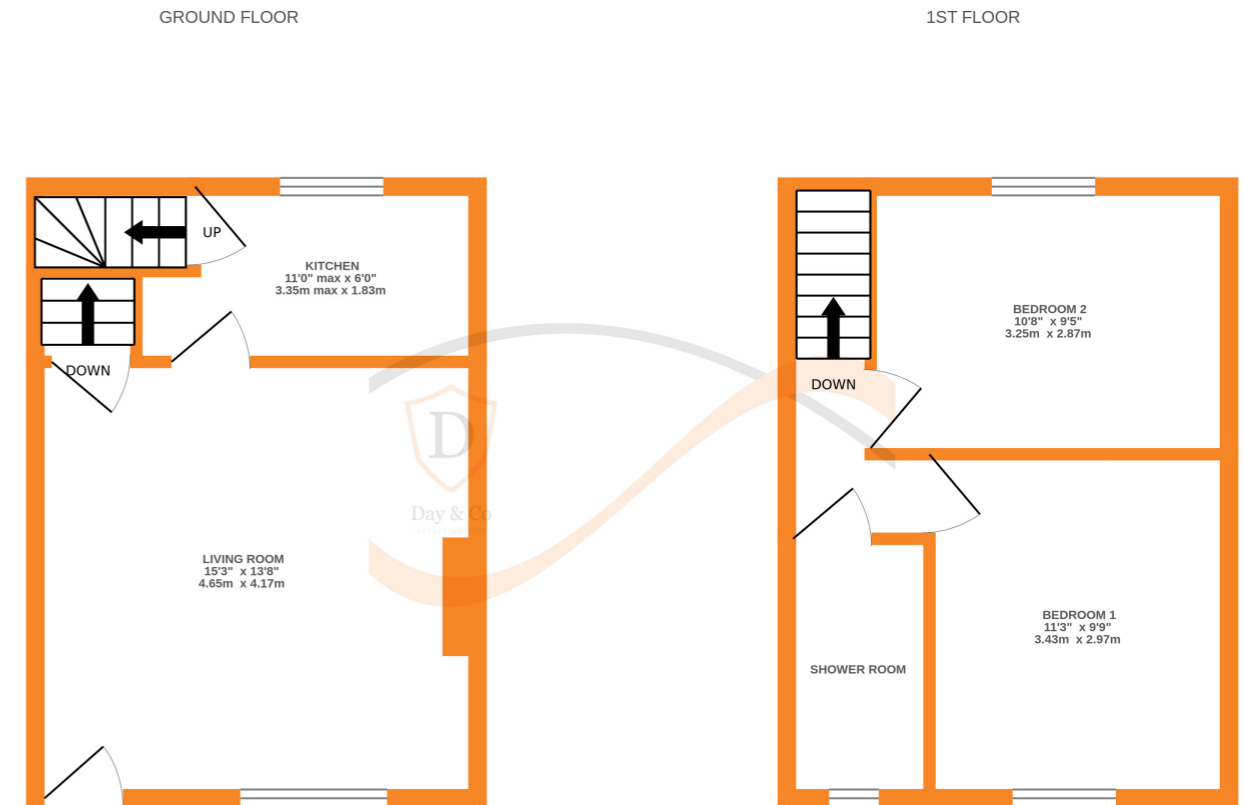 GROUND FLOOR
1ST FLOOR
UP
KITCHEN
11'0" max x 6'0"
3.35m max x 1.83m
DOWN
D
Day & Co
LIVING ROOM
15'3" x 13'8"
4.65m x 4.17m
BEDROOM 2
10'8" x 9'5"
3.25m x 2.87m
DOWN
BEDROOM 1
11'3" x 9'9"
3.43m x 2.97m
SHOWER ROOM